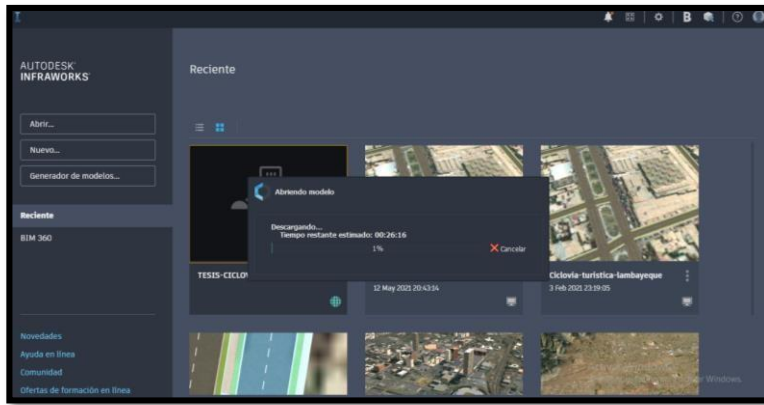 AUTODESK®
INFRAWORKS®
Abrir...
Nuevo...
Generador de modelos...
Reciente
BIM 360
Novedades
Ayuda en línea
Comunidad
Ofertas de formación en línea
B
Reciente
Abriendo modelo
Descargando...
Tiempo restante estimado: 00:26:16
1%
Cancelar
12 May 2021 20:43:14
Ciclovia-turistica-lambayeque
3 Feb 2021 23:19:05
Windows.